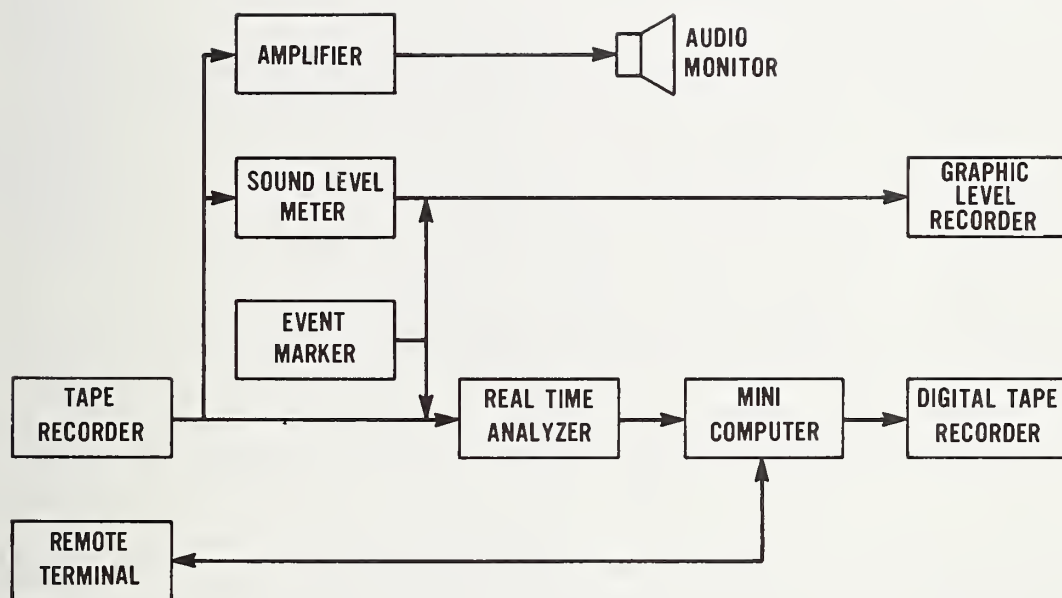 AMPLIFIER
AUDIO
MONITOR
SOUND LEVEL
METER
GRAPHIC
LEVEL
RECORDER
EVENT
MARKER
TAPE
RECORDER
REAL TIME
ANALYZER
MINI
COMPUTER
DIGITAL TAPE
RECORDER
REMOTE
TERMINAL